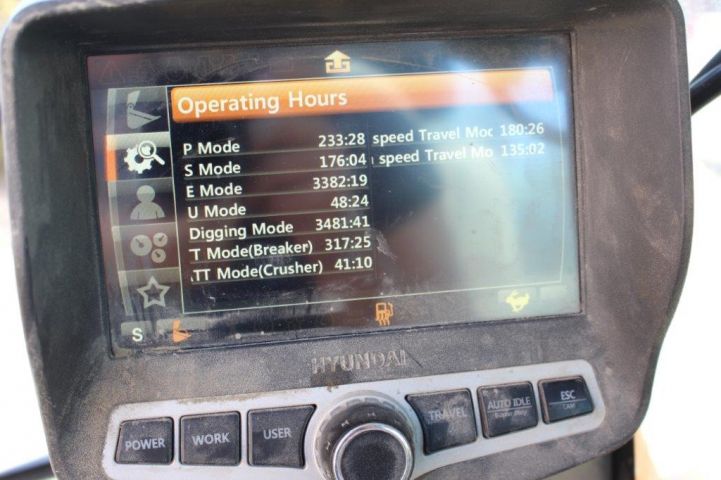 Operating Hours
P Mode 233:28
speed Travel Moc 180:26
S Mode 176:04
speed Travel Mo 135:02
E Mode 3382:19
U Mode 48:24
Digging Mode 3481:41
T Mode(Breaker) 317:25
.TT Mode(Crusher) 41:10
S
HYUNDAI
POWER
WORK
USER
TRAVEL
AUTO IDLE
ESC
CAM